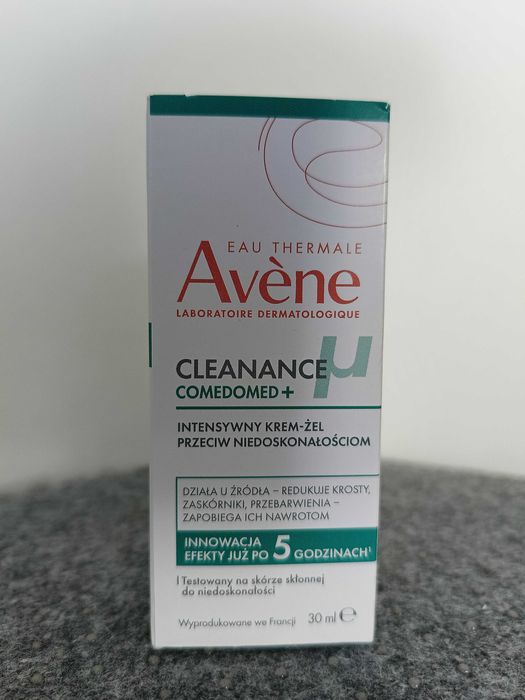 EAU THERMALE
Avène
LABORATOIRE DERMATOLOGIQUE
CLEANANCE μ
COMEDOMED+
INTENSYWNY KREM-ŻEL
PRZECIW NIEDOSKONAŁOŚCIOM
DZIAŁA U ŹRÓDŁA – REDUKUJE KROSTY,
ZASKÓRNIKI, PRZEBARWIENIA –
ZAPOBIEGA ICH NAWROTOM
INNOWACJA
EFEKTY JUŻ PO 5 GODZINACH¹
Testowany na skórze skłonnej
do niedoskonałości
Wyprodukowane we Francji 30 ml ℮